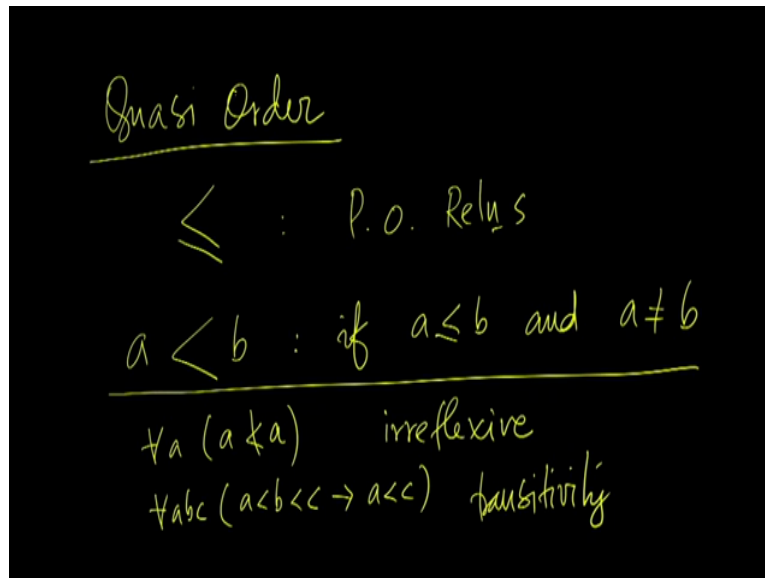 Quasi Order
≤ : P.O. Relns
a < b : if a ≤ b and a ≠ b
∀a (a ≮ a) irreflexive
∀abc (a<b<c → a<c) transitivity